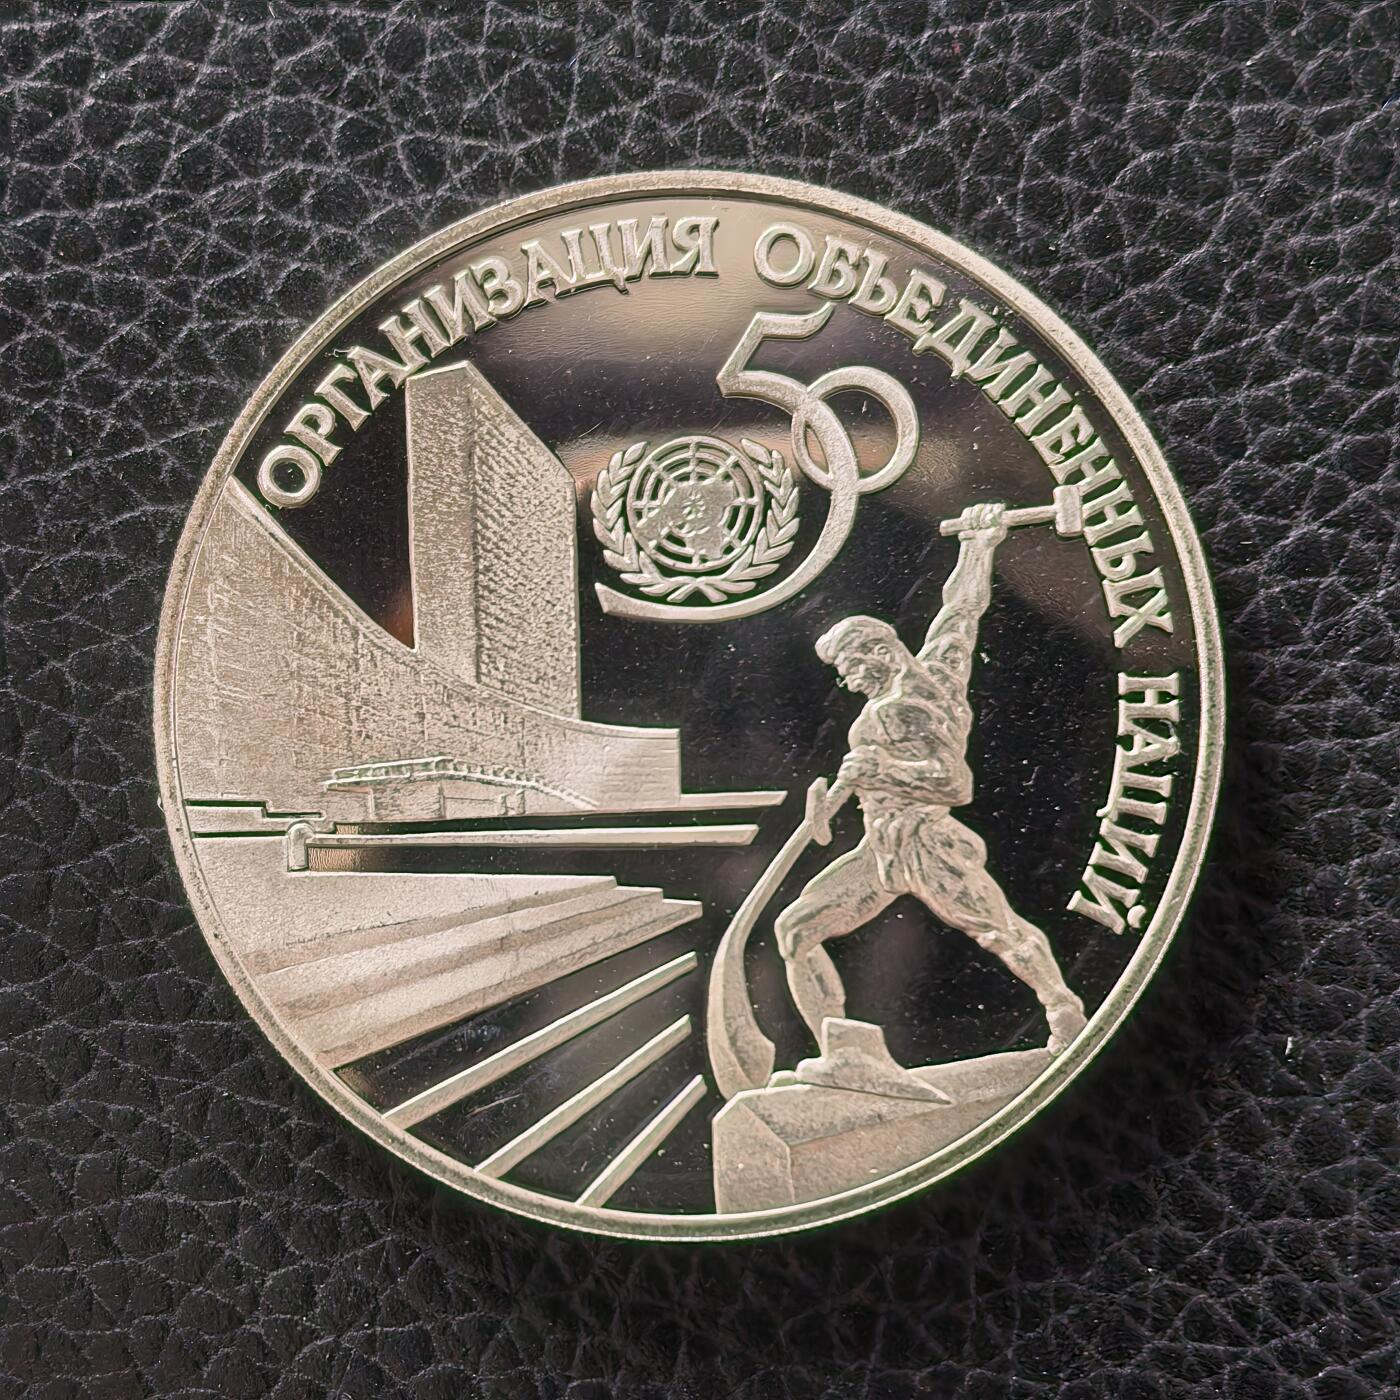 ОРГАНИЗАЦИЯ ОБЪЕДИНЕННЫХ НАЦИЙ
50